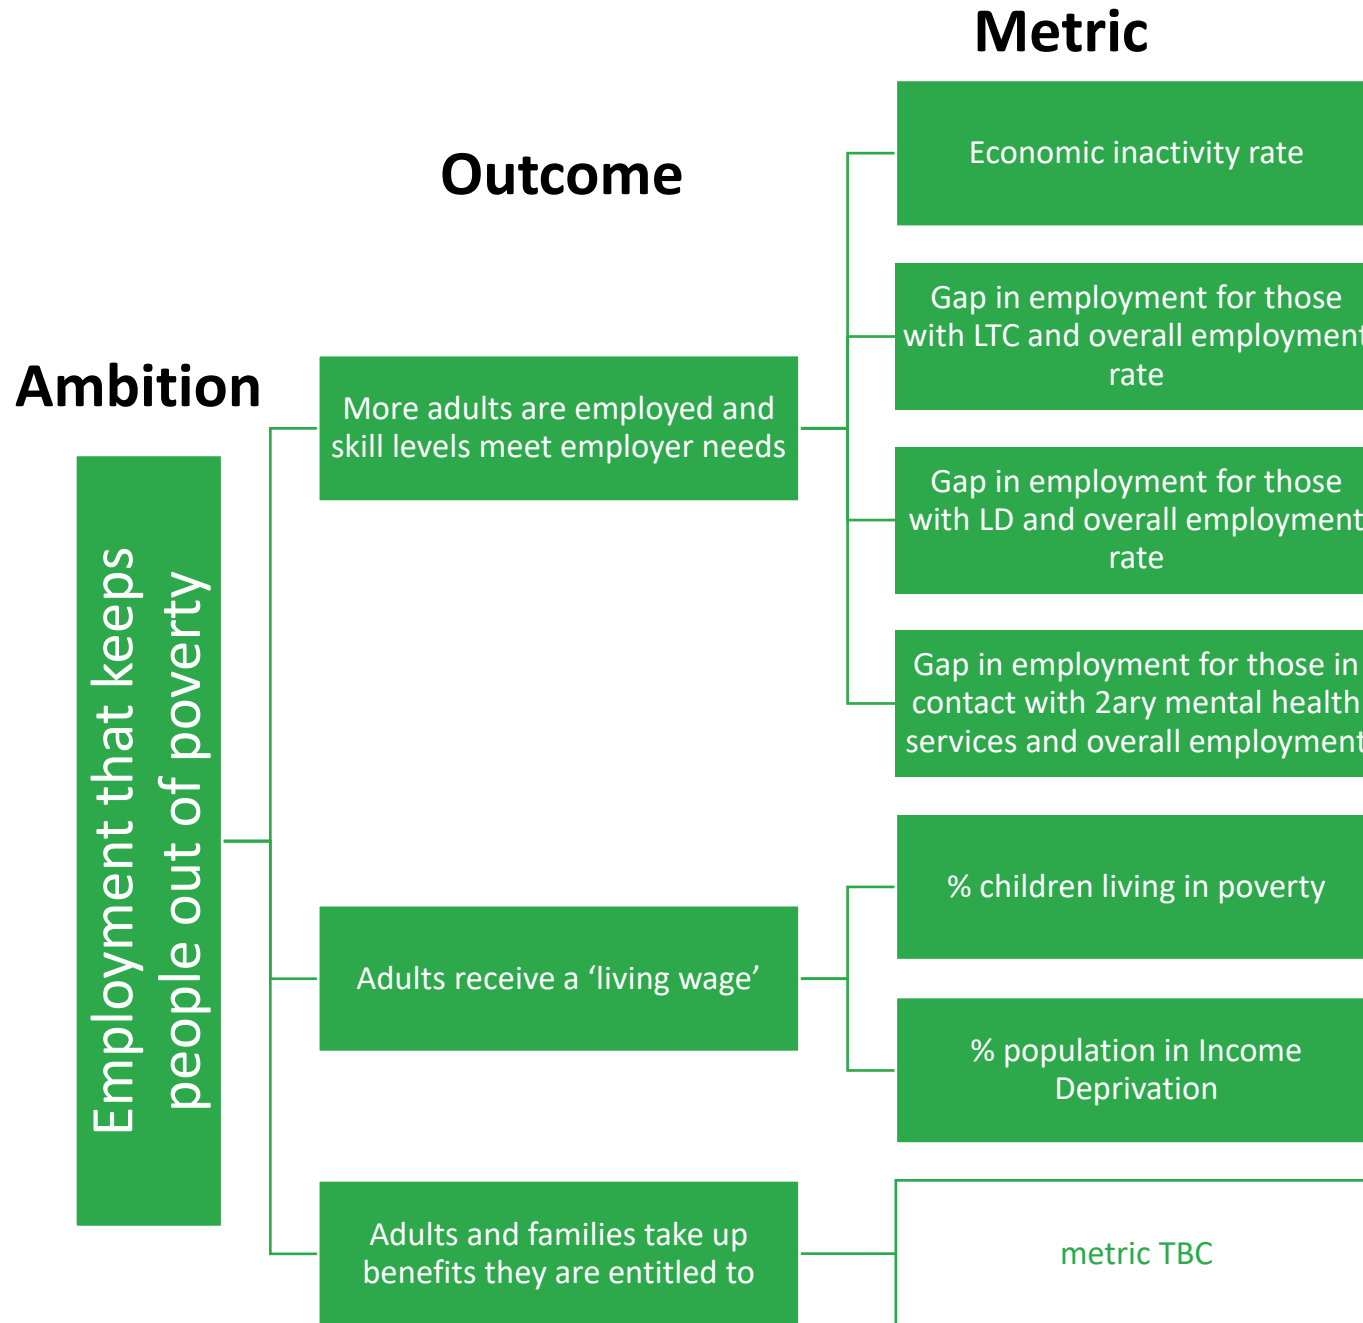 Metric
Outcome
Ambition
Employment that keeps
people out of poverty
More adults are employed and
skill levels meet employer needs
Economic inactivity rate
Gap in employment for those
with LTC and overall employment
rate
Gap in employment for those
with LD and overall employment
rate
Gap in employment for those in
contact with 2ary mental health
services and overall employment
Adults receive a ‘living wage’
% children living in poverty
% population in Income
Deprivation
Adults and families take up
benefits they are entitled to
metric TBC